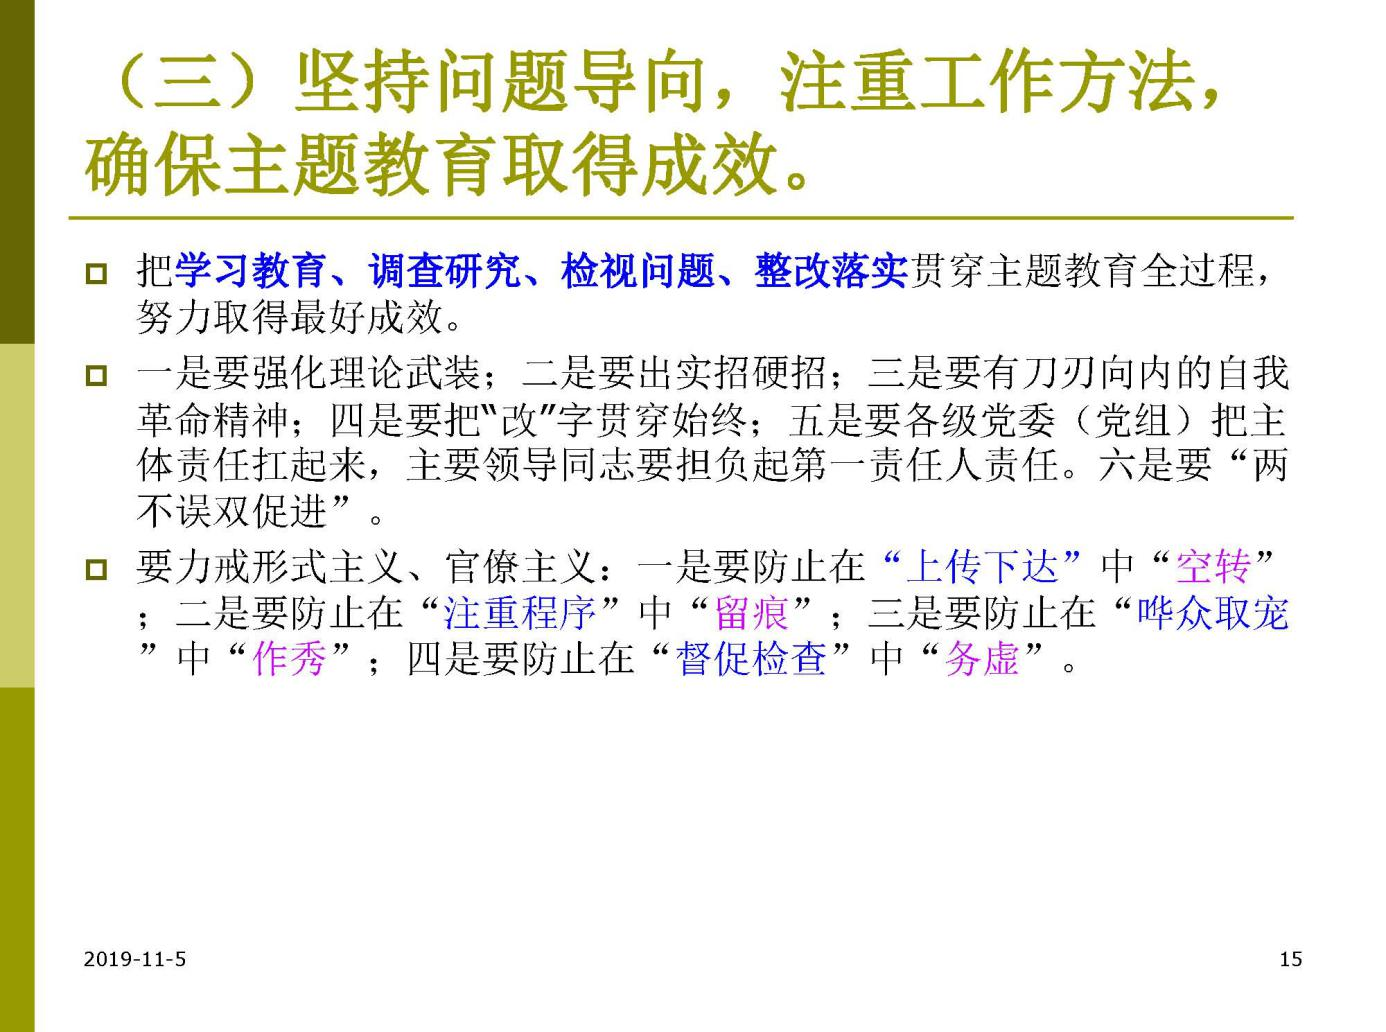 （三）坚持问题导向，注重工作方法，
确保主题教育取得成效。
把学习教育、调查研究、检视问题、整改落实贯穿主题教育全过程，
努力取得最好成效。
一是要强化理论武装；二是要出实招硬招；三是要有刀刃向内的自我
革命精神；四是要把“改”字贯穿始终；五是要各级党委（党组）把主
体责任扛起来，主要领导同志要担负起第一责任人责任。六是要“两
不误双促进”。
要力戒形式主义、官僚主义：一是要防止在“上传下达”中“空转”
；二是要防止在“注重程序”中“留痕”；三是要防止在“哗众取宠
”中“作秀”；四是要防止在“督促检查”中“务虚”。
2019-11-5
15